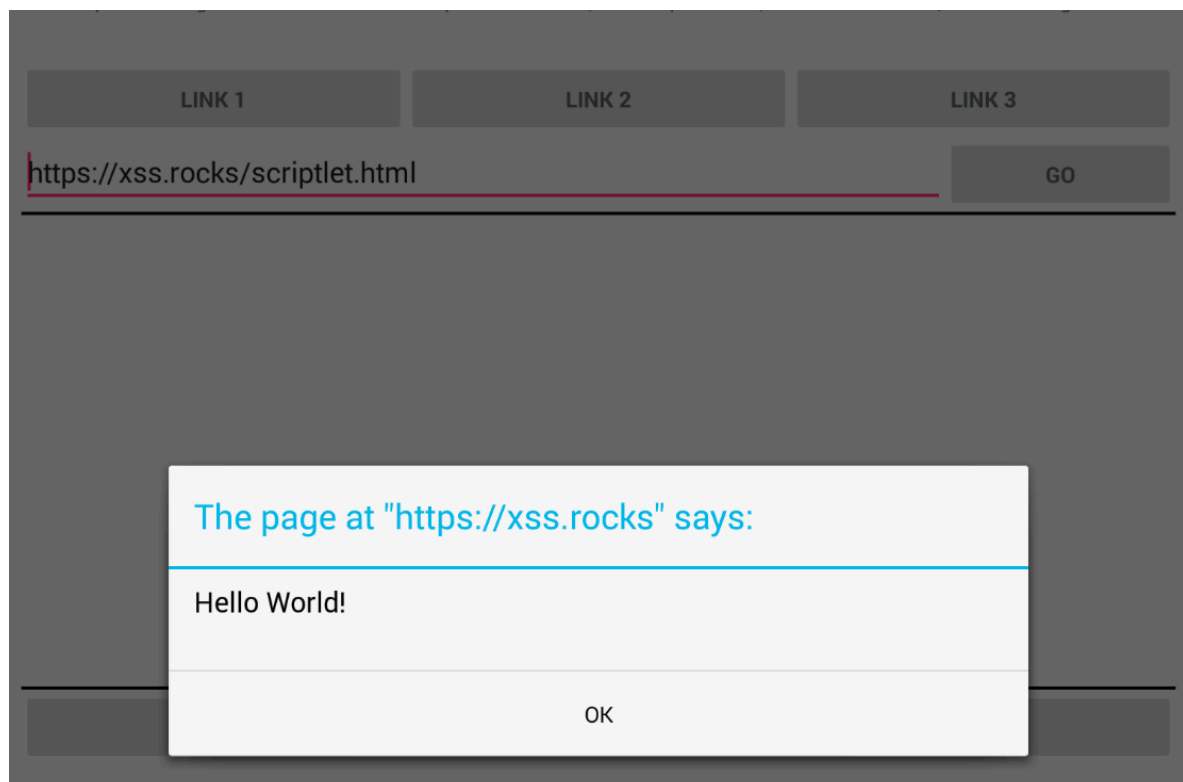 LINK 1
LINK 2
LINK 3
https://xss.rocks/scriptlet.html
GO
The page at "https://xss.rocks" says:
Hello World!
OK